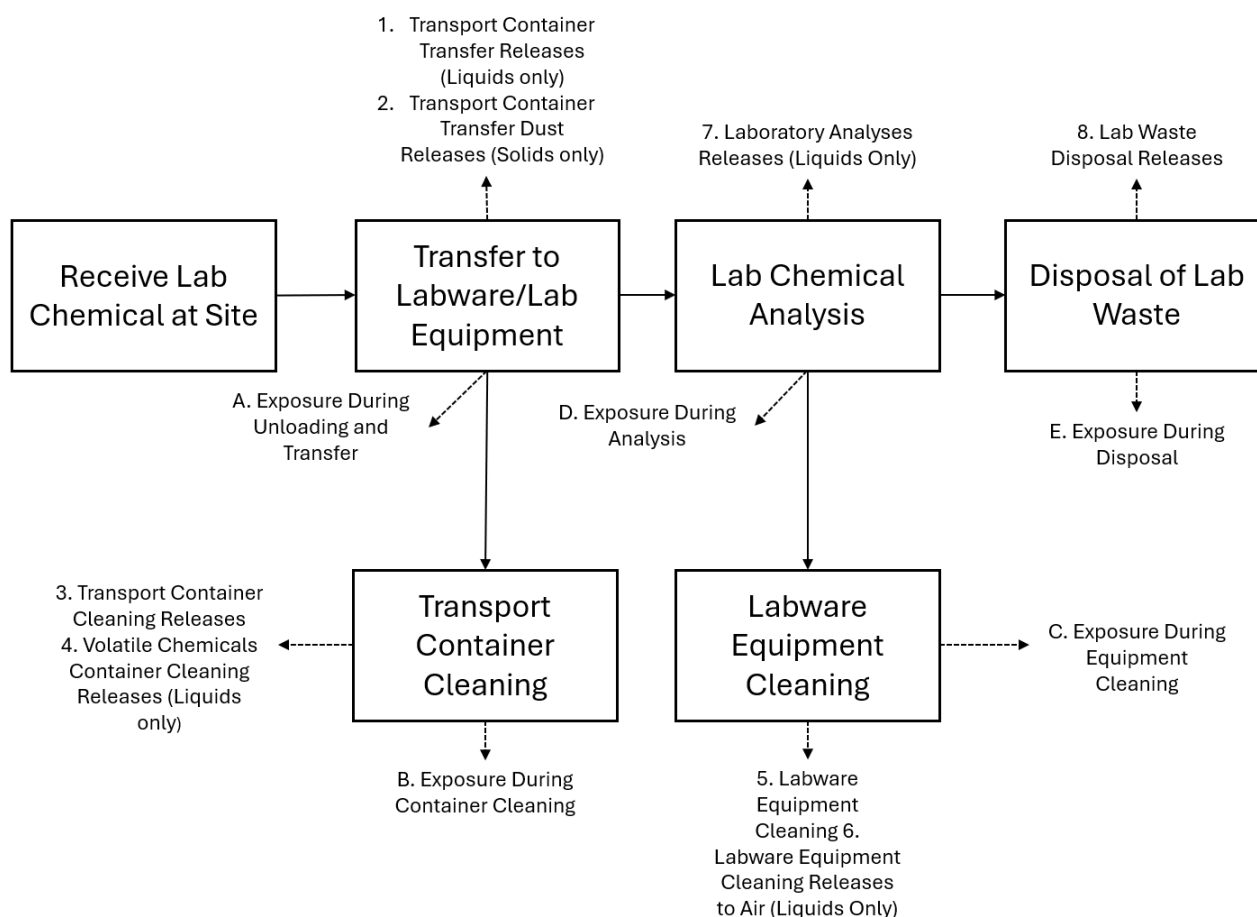 1. Transport Container
Transfer Releases
(Liquids only)
2. Transport Container
Transfer Dust
Releases (Solids only)
7. Laboratory Analyses
Releases (Liquids Only)
8. Lab Waste
Disposal Releases
Receive Lab
Chemical at Site
Transfer to
Labware/Lab
Equipment
Lab Chemical
Analysis
Disposal of Lab
Waste
A. Exposure During
Unloading and
Transfer
D. Exposure During
Analysis
E. Exposure During
Disposal
3. Transport Container
Cleaning Releases
4. Volatile Chemicals
Container Cleaning
Releases (Liquids
only)
Transport
Container
Cleaning
Labware
Equipment
Cleaning
C. Exposure During
Equipment
Cleaning
B. Exposure During
Container Cleaning
5. Labware
Equipment
Cleaning 6.
Labware Equipment
Cleaning Releases
to Air (Liquids Only)